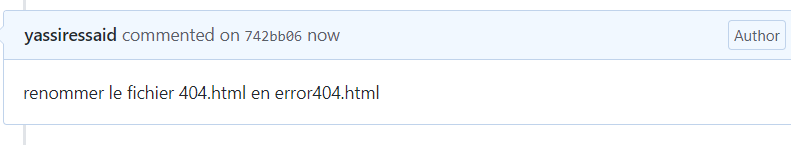 yassiressaid commented on 742bb06 now Author
renommer le fichier 404.html en error404.html